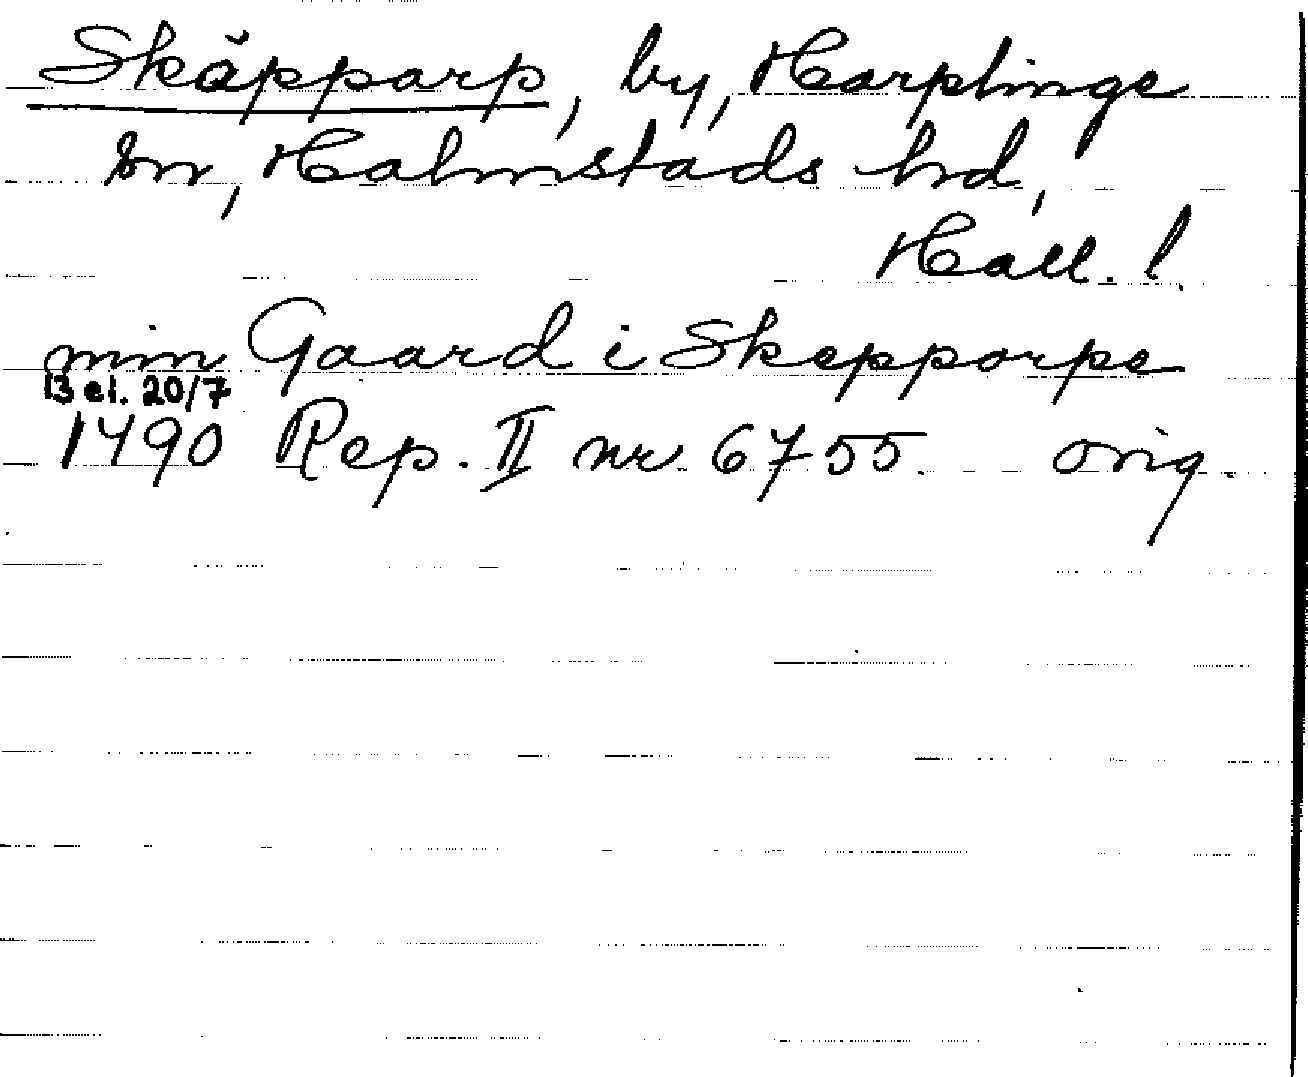 Skäpparp, by, Harplinge
sn, Halmstads hd,
Hall. l.
min Gaard i Skepporpe
13 el. 20/7
1490 Rep. II nr 6755. orig.